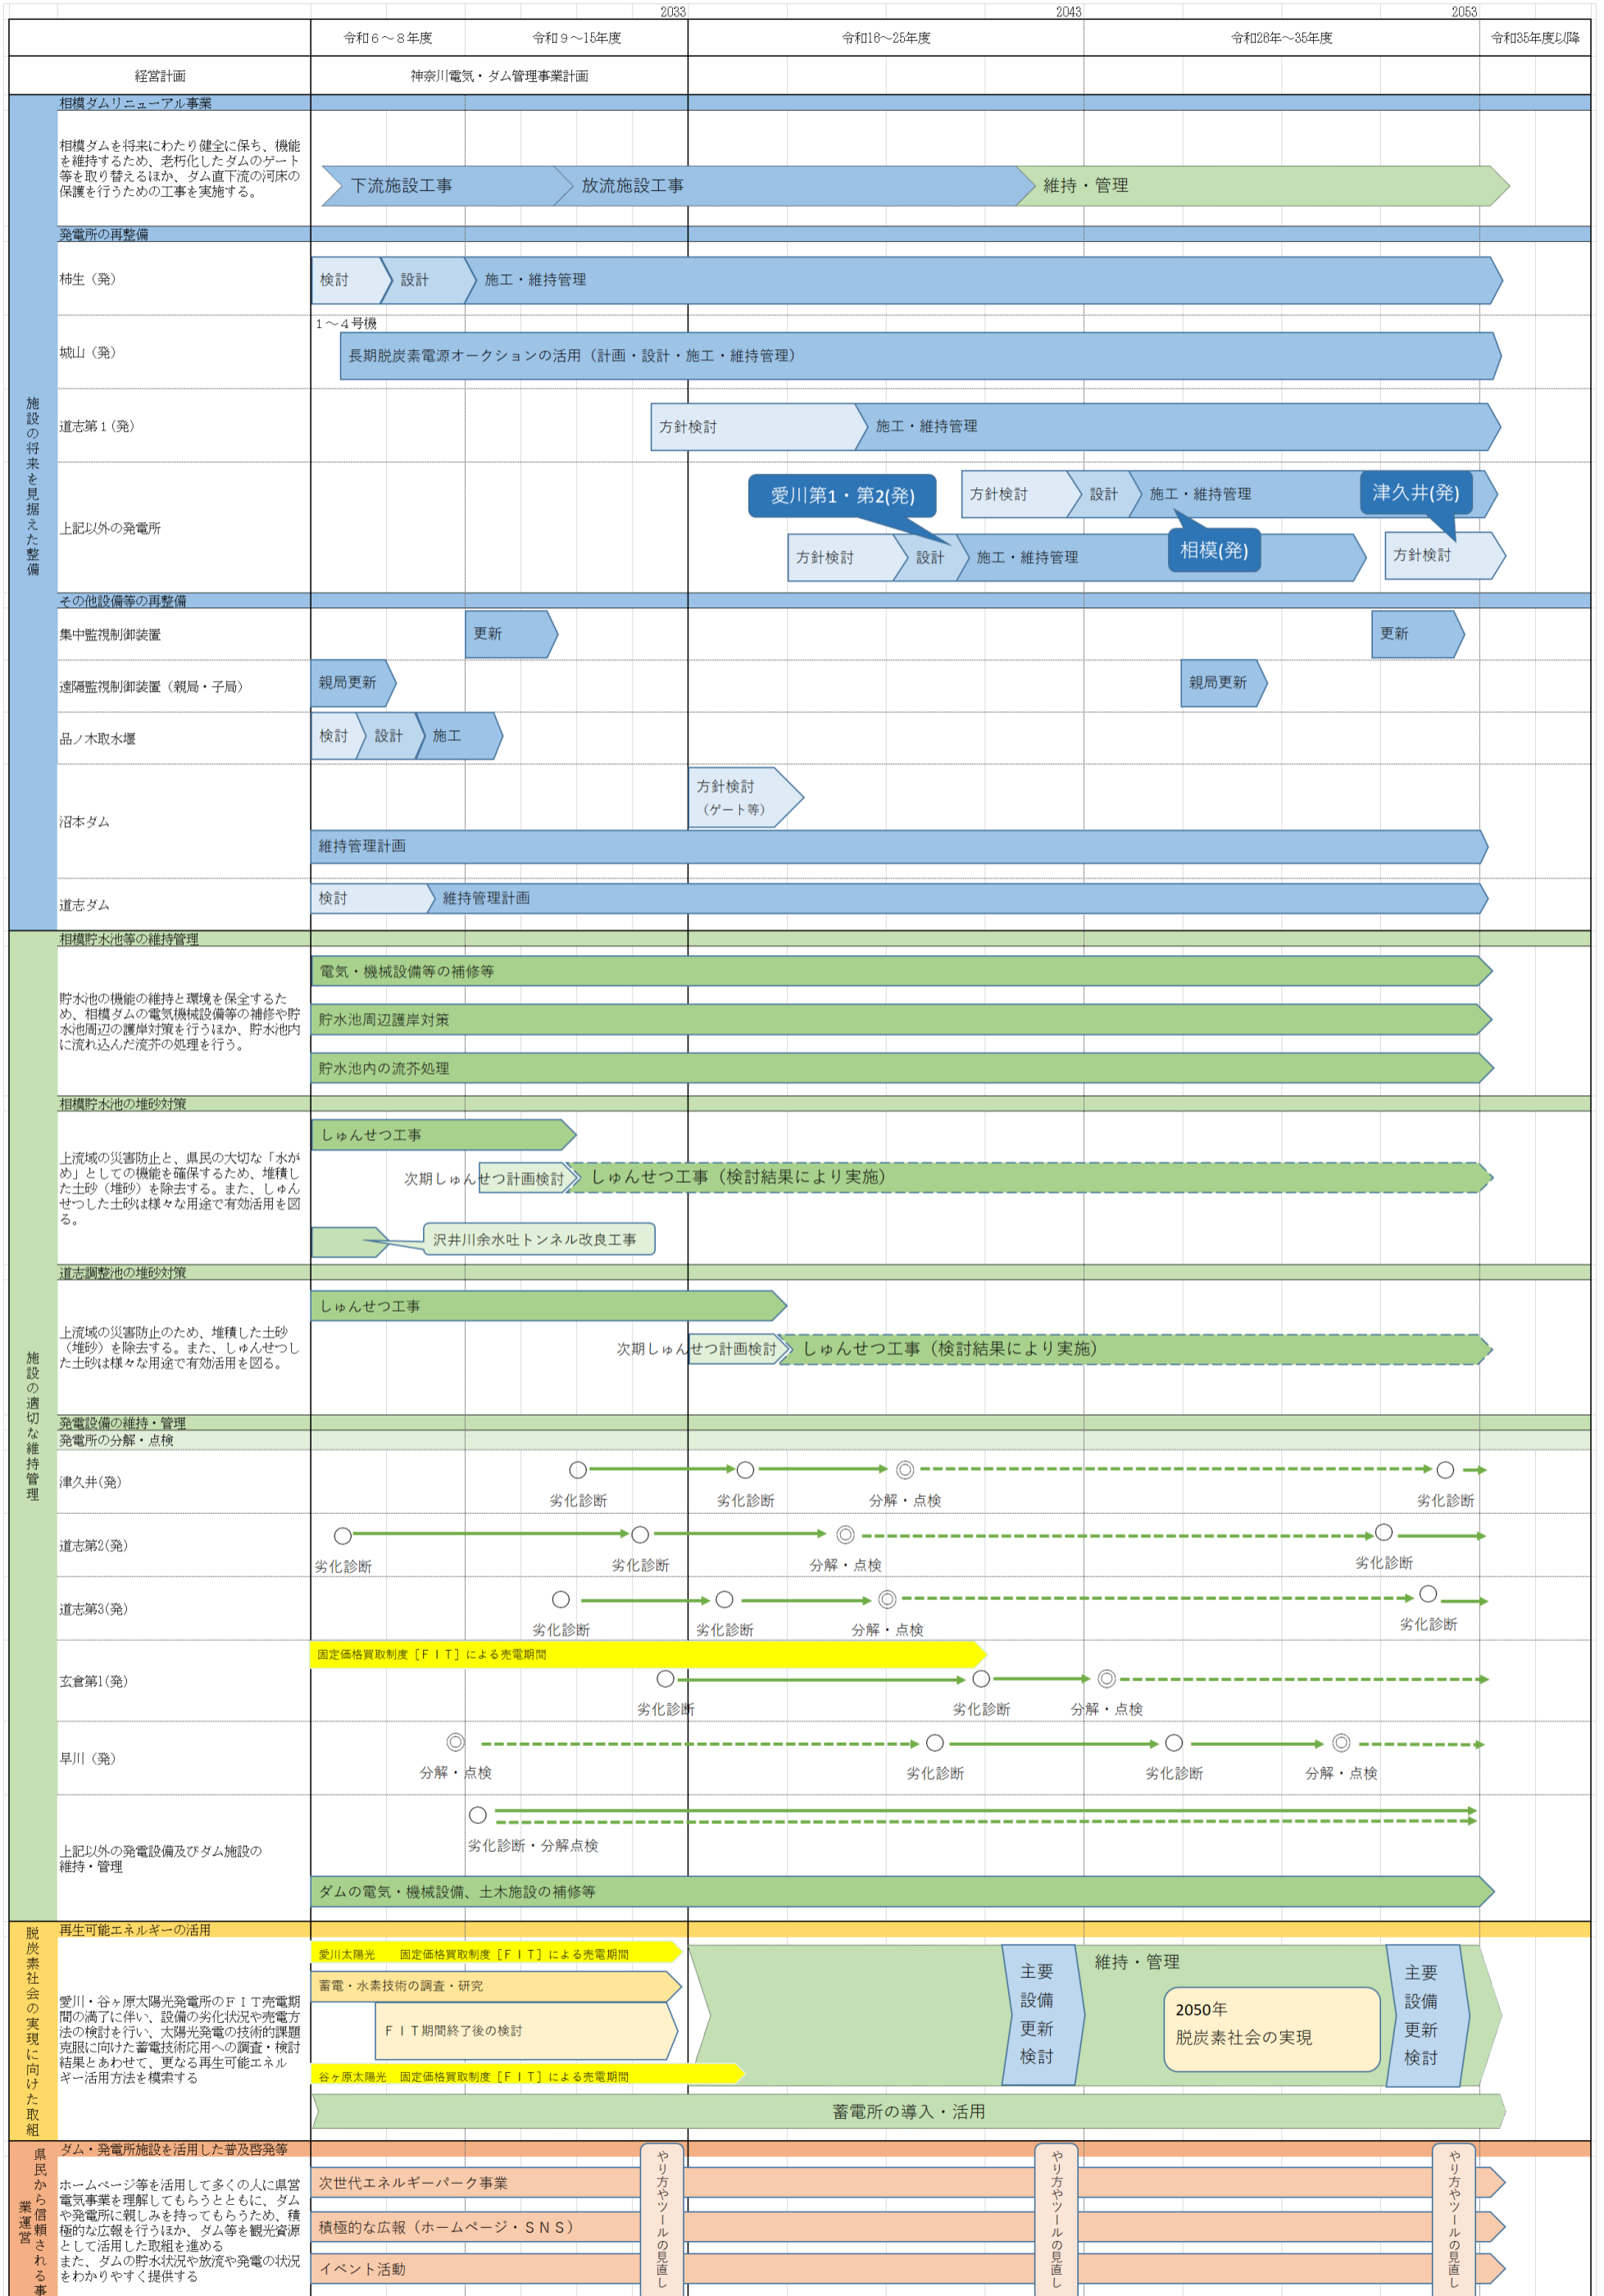 2033
2043
2053
令和６～８年度
令和９～15年度
令和16～25年度
令和26年～35年度
令和35年度以降
経営計画
神奈川電気・ダム管理事業計画
施設の将来を見据えた整備
相模ダムリニューアル事業
相模ダムを将来にわたり健全に保ち、機能
を維持するため、老朽化したダムのゲート
等を取り替えるほか、ダム直下流の河床の
保護を行うための工事を実施する。
下流施設工事
放流施設工事
維持・管理
発電所の再整備
柿生（発）
検討
設計
施工・維持管理
城山（発）
１～４号機
長期脱炭素電源オークションの活用（計画・設計・施工・維持管理）
道志第１(発)
方針検討
施工・維持管理
上記以外の発電所
愛川第1・第2(発)
方針検討
設計
施工・維持管理
津久井(発)
方針検討
設計
施工・維持管理
相模(発)
方針検討
その他設備等の再整備
集中監視制御装置
更新
更新
遠隔監視制御装置（親局・子局）
親局更新
親局更新
品ノ木取水堰
検討
設計
施工
沼本ダム
方針検討
（ゲート等）
維持管理計画
道志ダム
検討
維持管理計画
施設の適切な維持管理
相模貯水池等の維持管理
貯水池の機能の維持と環境を保全するた
め、相模ダムの電気機械設備等の補修や貯
水池周辺の護岸対策を行うほか、貯水池内
に流れ込んだ流芥の処理を行う。
電気・機械設備等の補修等
貯水池周辺護岸対策
貯水池内の流芥処理
相模貯水池の堆砂対策
上流域の災害防止と、県民の大切な「水が
め」としての機能を確保するため、堆積し
た土砂（堆砂）を除去する。また、しゅん
せつした土砂は様々な用途で有効活用を図
る。
しゅんせつ工事
次期しゅんせつ計画検討
しゅんせつ工事（検討結果により実施）
沢井川余水吐トンネル改良工事
道志調整池の堆砂対策
上流域の災害防止のため、堆積した土砂
（堆砂）を除去する。また、しゅんせつし
た土砂は様々な用途で有効活用を図る。
しゅんせつ工事
次期しゅんせつ計画検討
しゅんせつ工事（検討結果により実施）
発電設備の維持・管理
発電所の分解・点検
津久井(発)
劣化診断
劣化診断
分解・点検
劣化診断
道志第2(発)
劣化診断
劣化診断
分解・点検
劣化診断
道志第3(発)
劣化診断
劣化診断
分解・点検
劣化診断
玄倉第1(発)
固定価格買取制度［ＦＩＴ］による売電期間
劣化診断
劣化診断
分解・点検
早川（発）
分解・点検
劣化診断
劣化診断
分解・点検
上記以外の発電設備及びダム施設の
維持・管理
劣化診断・分解点検
ダムの電気・機械設備、土木施設の補修等
脱炭素社会の実現に向けた取組
再生可能エネルギーの活用
愛川・谷ヶ原太陽光発電所のＦＩＴ売電期
間の満了に伴い、設備の劣化状況や売電方
法の検討を行い、太陽光発電の技術的課題
克服に向けた蓄電技術応用への調査・検討
結果とあわせて、更なる再生可能エネル
ギー活用方法を模索する
愛川太陽光　　固定価格買取制度［ＦＩＴ］による売電期間
蓄電・水素技術の調査・研究
ＦＩＴ期間終了後の検討
谷ヶ原太陽光　固定価格買取制度［ＦＩＴ］による売電期間
主要
設備
更新
検討
維持・管理
2050年
脱炭素社会の実現
主要
設備
更新
検討
蓄電所の導入・活用
県民から信頼される事
業運営
ダム・発電所施設を活用した普及啓発等
ホームページ等を活用して多くの人に県営
電気事業を理解してもらうとともに、ダム
や発電所に親しみを持ってもらうため、積
極的な広報を行うほか、ダム等を観光資源
として活用した取組を進める
また、ダムの貯水状況や放流や発電の状況
をわかりやすく提供する
次世代エネルギーパーク事業
積極的な広報（ホームページ・ＳＮＳ）
イベント活動
やり方やツールの見直し
やり方やツールの見直し
やり方やツールの見直し